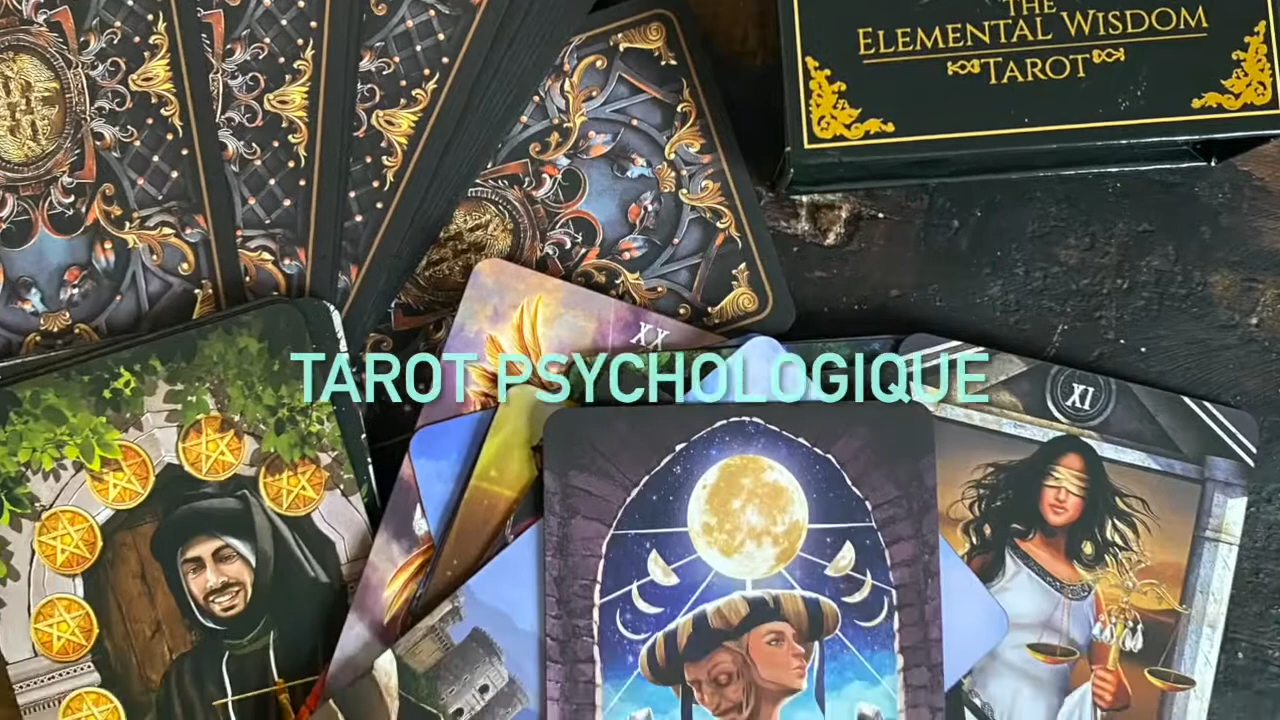 THE
ELEMENTAL WISDOM
TAROT
XX
TAROT PSYCHOLOGIQUE
XI